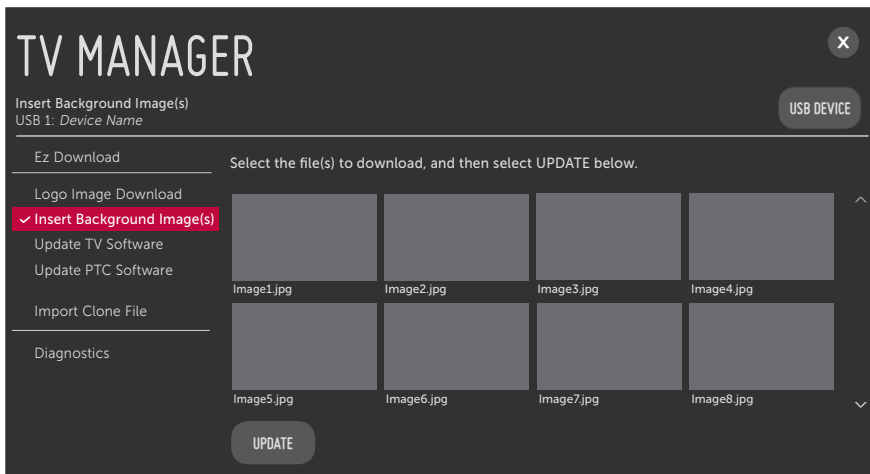 TV MANAGER
X
Insert Background Image(s)
USB 1: Device Name
USB DEVICE
Ez Download
Logo Image Download
Insert Background Image(s)
Update TV Software
Update PTC Software
Import Clone File
Diagnostics
Select the file(s) to download, and then select UPDATE below.
Image1.jpg
Image2.jpg
Image3.jpg
Image4.jpg
Image5.jpg
Image6.jpg
Image7.jpg
Image8.jpg
UPDATE